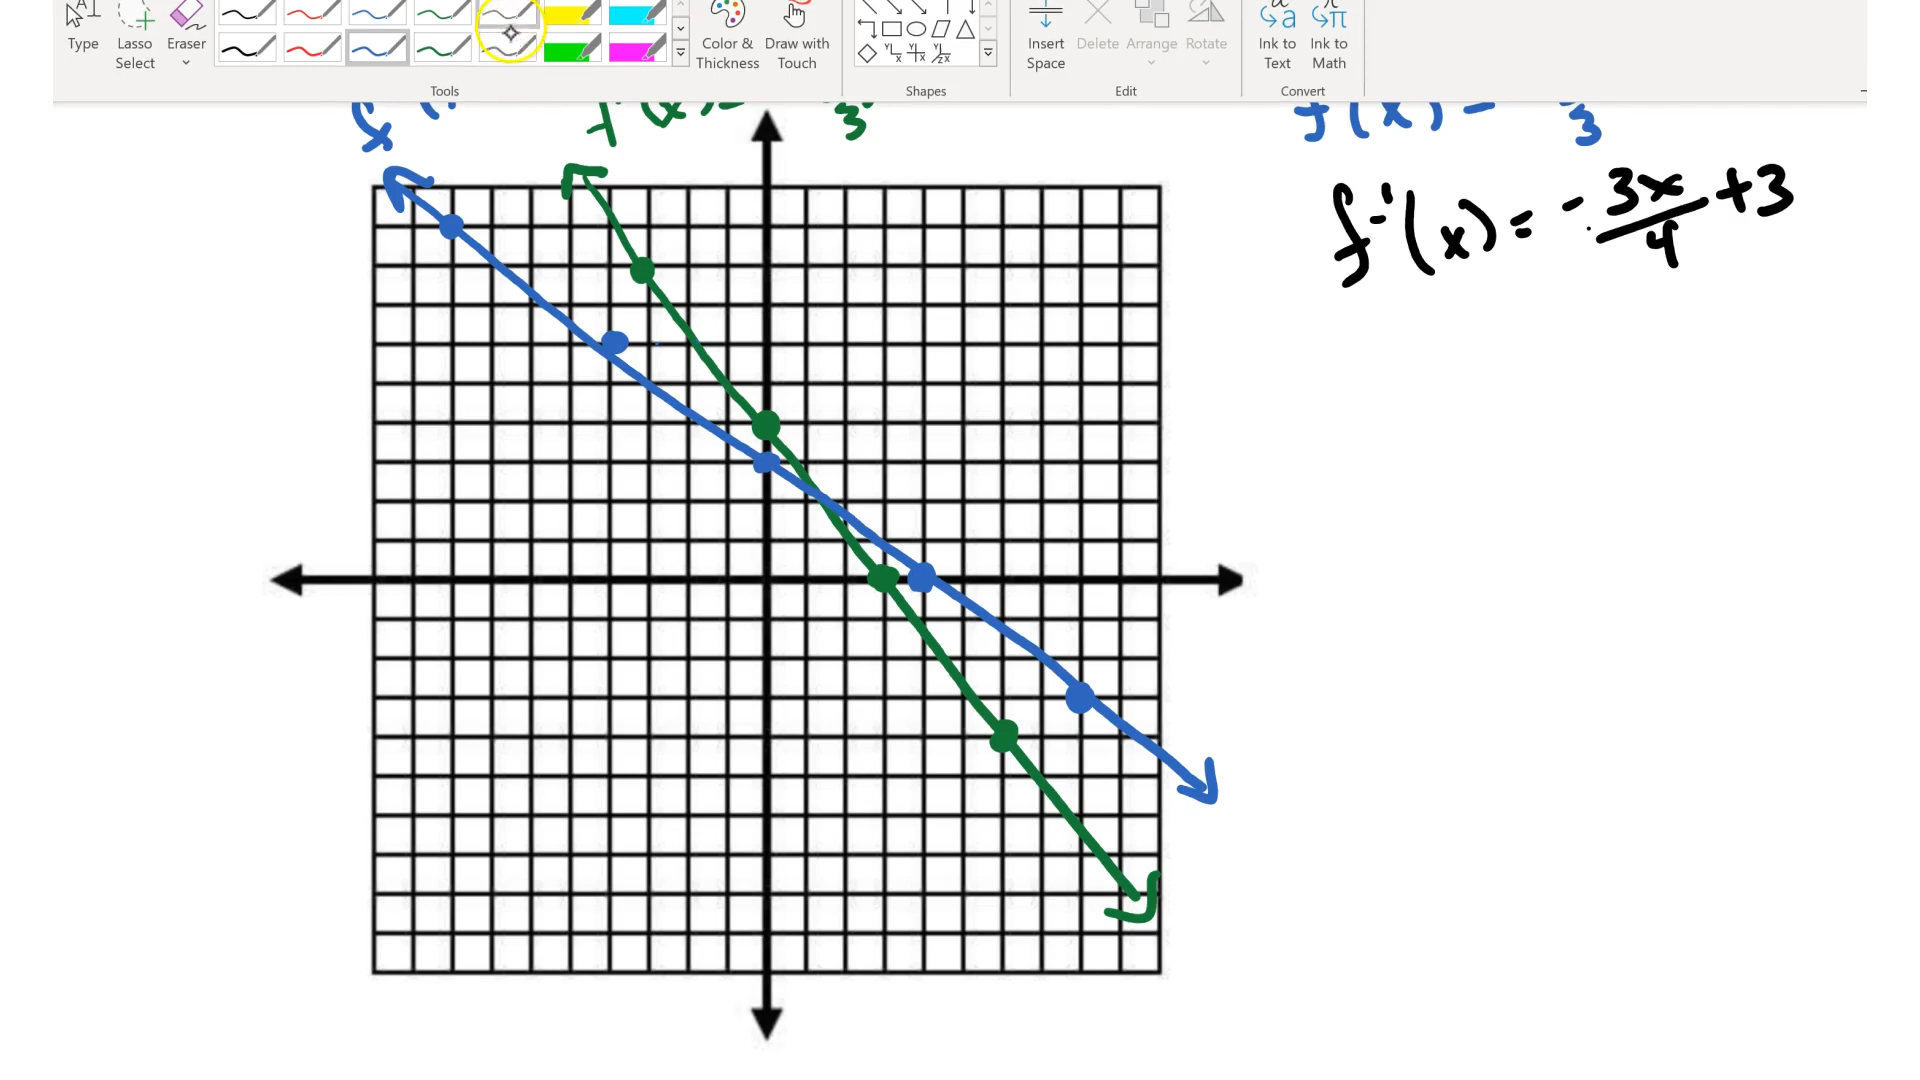 Type Lasso Select Eraser Color & Thickness Draw with Touch Insert Space Delete Arrange Rotate Ink to Text Ink to Math
Tools Shapes Edit Convert
f⁻¹(x) = -3x/4 + 3